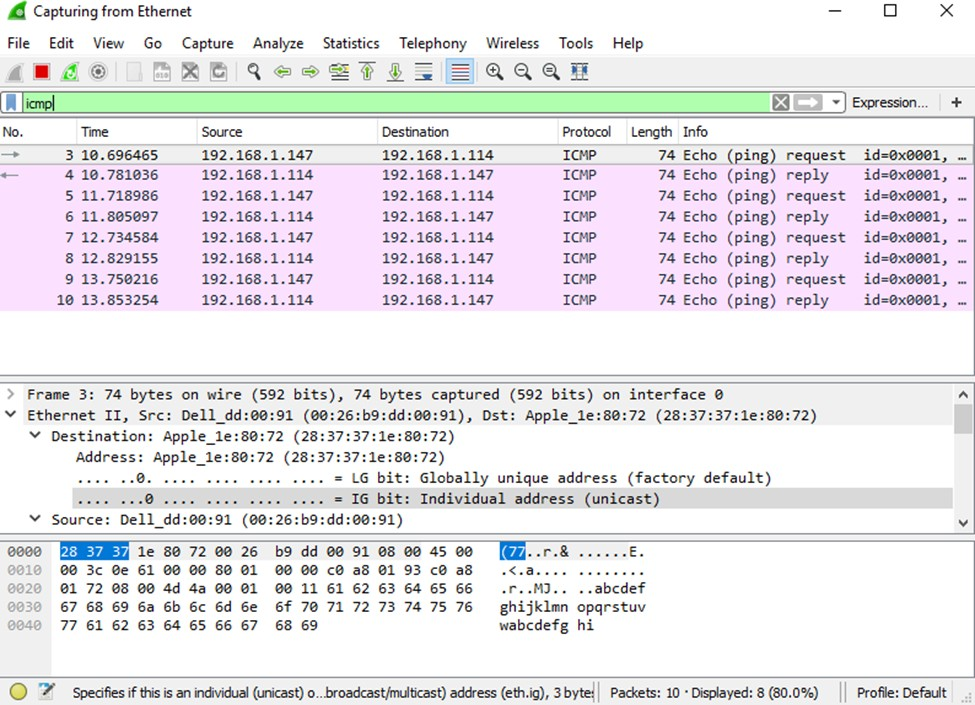 Capturing from Ethernet
File Edit View Go Capture Analyze Statistics Telephony Wireless Tools Help
icmp Expression... +
No. Time Source Destination Protocol Length Info
3 10.696465 192.168.1.147 192.168.1.114 ICMP 74 Echo (ping) request id=0x0001, …
4 10.781036 192.168.1.114 192.168.1.147 ICMP 74 Echo (ping) reply id=0x0001, …
5 11.718986 192.168.1.147 192.168.1.114 ICMP 74 Echo (ping) request id=0x0001, …
6 11.805097 192.168.1.114 192.168.1.147 ICMP 74 Echo (ping) reply id=0x0001, …
7 12.734584 192.168.1.147 192.168.1.114 ICMP 74 Echo (ping) request id=0x0001, …
8 12.829155 192.168.1.114 192.168.1.147 ICMP 74 Echo (ping) reply id=0x0001, …
9 13.750216 192.168.1.147 192.168.1.114 ICMP 74 Echo (ping) request id=0x0001, …
10 13.853254 192.168.1.114 192.168.1.147 ICMP 74 Echo (ping) reply id=0x0001, …
Frame 3: 74 bytes on wire (592 bits), 74 bytes captured (592 bits) on interface 0
Ethernet II, Src: Dell_dd:00:91 (00:26:b9:dd:00:91), Dst: Apple_1e:80:72 (28:37:37:1e:80:72)
Destination: Apple_1e:80:72 (28:37:37:1e:80:72)
Address: Apple_1e:80:72 (28:37:37:1e:80:72)
.... ..0. .... .... .... .... = LG bit: Globally unique address (factory default)
.... ...0 .... .... .... .... = IG bit: Individual address (unicast)
Source: Dell_dd:00:91 (00:26:b9:dd:00:91)
0000 28 37 37 1e 80 72 00 26 b9 dd 00 91 08 00 45 00 (77..r.& ......E.
0010 00 3c 0e 61 00 00 80 01 00 00 c0 a8 01 93 c0 a8 .<.a.... ........
0020 01 72 08 00 4d 4a 00 01 00 11 61 62 63 64 65 66 .r..MJ.. ..abcdef
0030 67 68 69 6a 6b 6c 6d 6e 6f 70 71 72 73 74 75 76 ghijklmn opqrstuv
0040 77 61 62 63 64 65 66 67 68 69 wabcdefg hi
Specifies if this is an individual (unicast) o…broadcast/multicast) address (eth.ig), 3 bytes Packets: 10 · Displayed: 8 (80.0%) Profile: Default